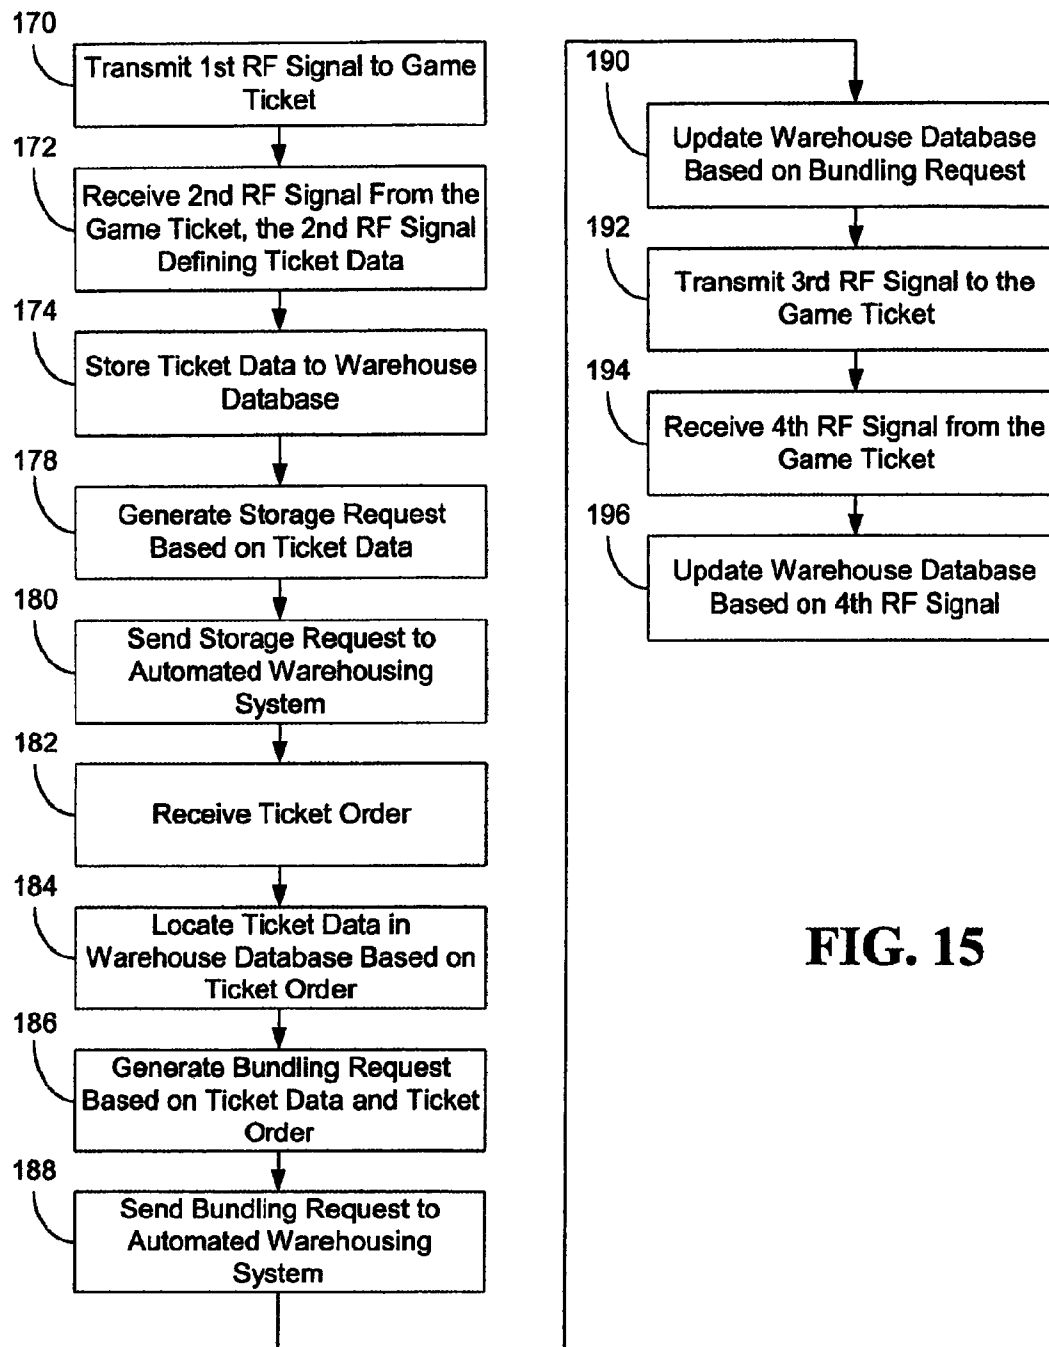 170
Transmit 1st RF Signal to Game
Ticket
172
Receive 2nd RF Signal From the
Game Ticket, the 2nd RF Signal
Defining Ticket Data
174
Store Ticket Data to Warehouse
Database
178
Generate Storage Request
Based on Ticket Data
180
Send Storage Request to
Automated Warehousing
System
182
Receive Ticket Order
184
Locate Ticket Data in
Warehouse Database Based on
Ticket Order
186
Generate Bundling Request
Based on Ticket Data and Ticket
Order
188
Send Bundling Request to
Automated Warehousing
System
190
Update Warehouse Database
Based on Bundling Request
192
Transmit 3rd RF Signal to the
Game Ticket
194
Receive 4th RF Signal from the
Game Ticket
196
Update Warehouse Database
Based on 4th RF Signal
FIG. 15